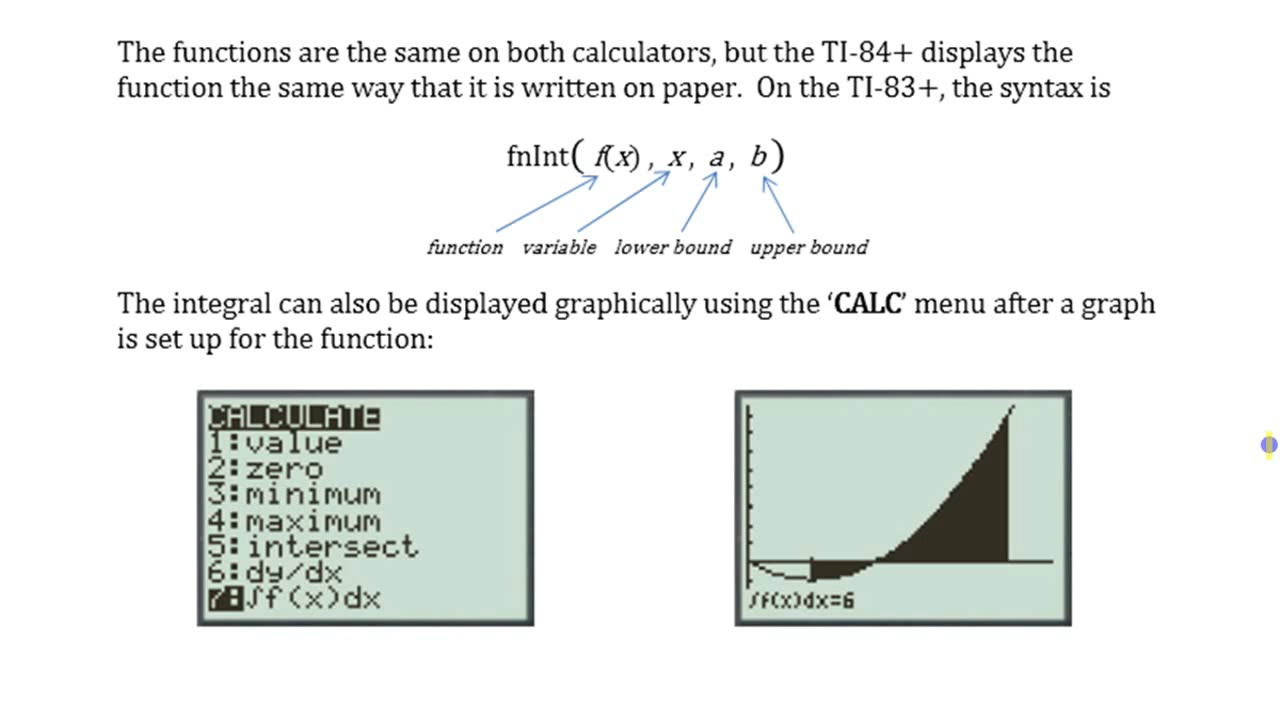 The functions are the same on both calculators, but the TI-84+ displays the
function the same way that it is written on paper.  On the TI-83+, the syntax is
fnInt( f(x) , x, a, b)
function variable lower bound upper bound
The integral can also be displayed graphically using the ‘CALC’ menu after a graph
is set up for the function:
CALCULATE
1:value
2:zero
3:minimum
4:maximum
5:intersect
6:dy/dx
7:∫f(x)dx
∫f(x)dx=6